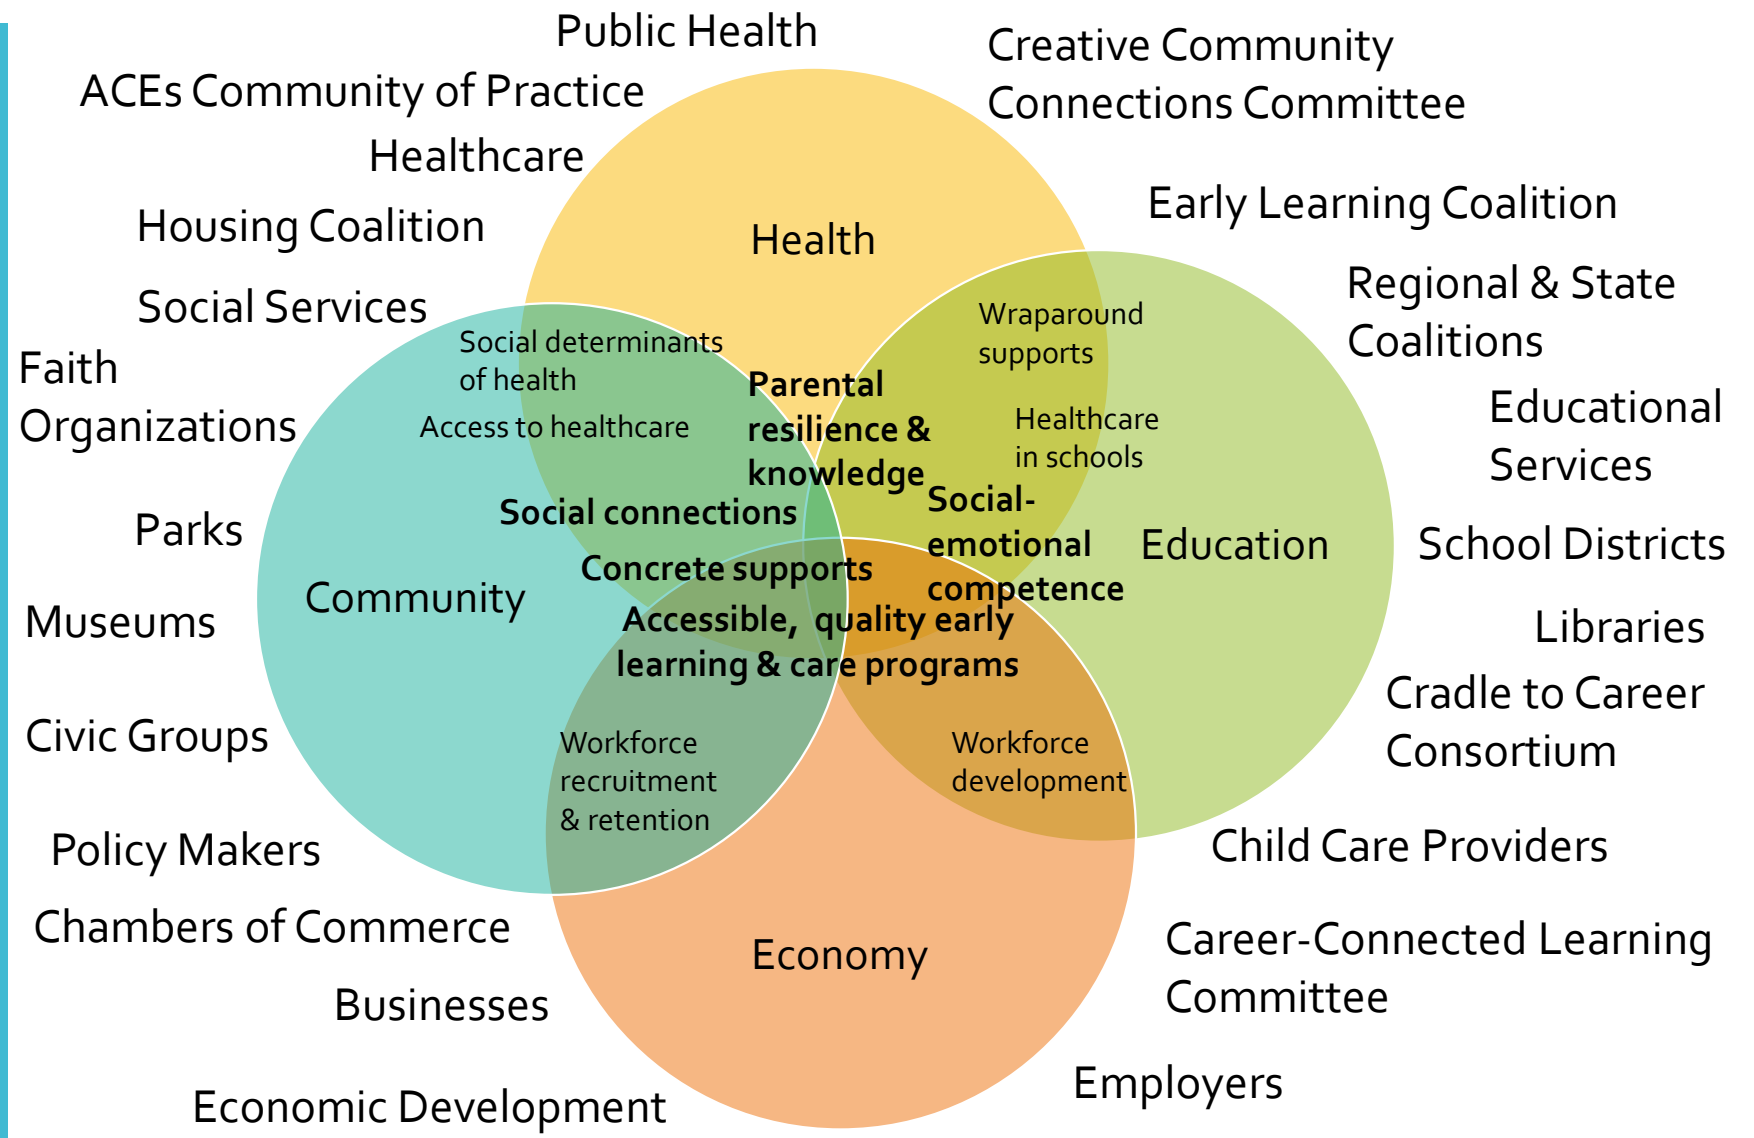 Public Health
Creative Community
Connections Committee
ACEs Community of Practice
Healthcare
Early Learning Coalition
Housing Coalition
Health
Regional & State
Coalitions
Social Services
Wraparound
supports
Social determinants
of health
Faith
Organizations
Parental
resilience &
knowledge
Access to healthcare
Healthcare
in schools
Educational
Services
Social connections
Social-
emotional
competence
Parks
Education
School Districts
Concrete supports
Community
Accessible, quality early
learning & care programs
Museums
Libraries
Cradle to Career
Consortium
Civic Groups
Workforce
recruitment
& retention
Workforce
development
Policy Makers
Child Care Providers
Chambers of Commerce
Economy
Career-Connected Learning
Committee
Businesses
Employers
Economic Development